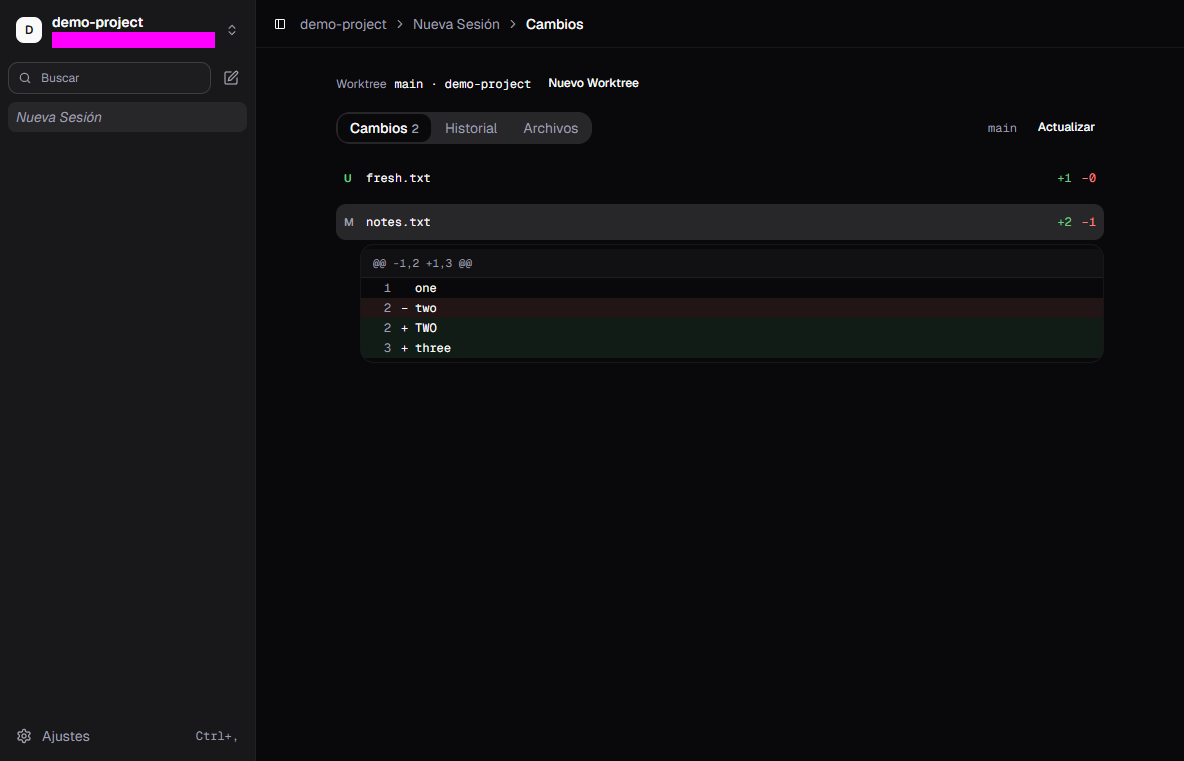 D demo-project
Buscar
Nueva Sesión
Ajustes Ctrl+,
demo-project > Nueva Sesión > Cambios
Worktree main · demo-project Nuevo Worktree
Cambios 2 Historial Archivos main Actualizar
U fresh.txt +1 −0
M notes.txt +2 −1
@@ -1,2 +1,3 @@
1 one
2 − two
2 + TWO
3 + three